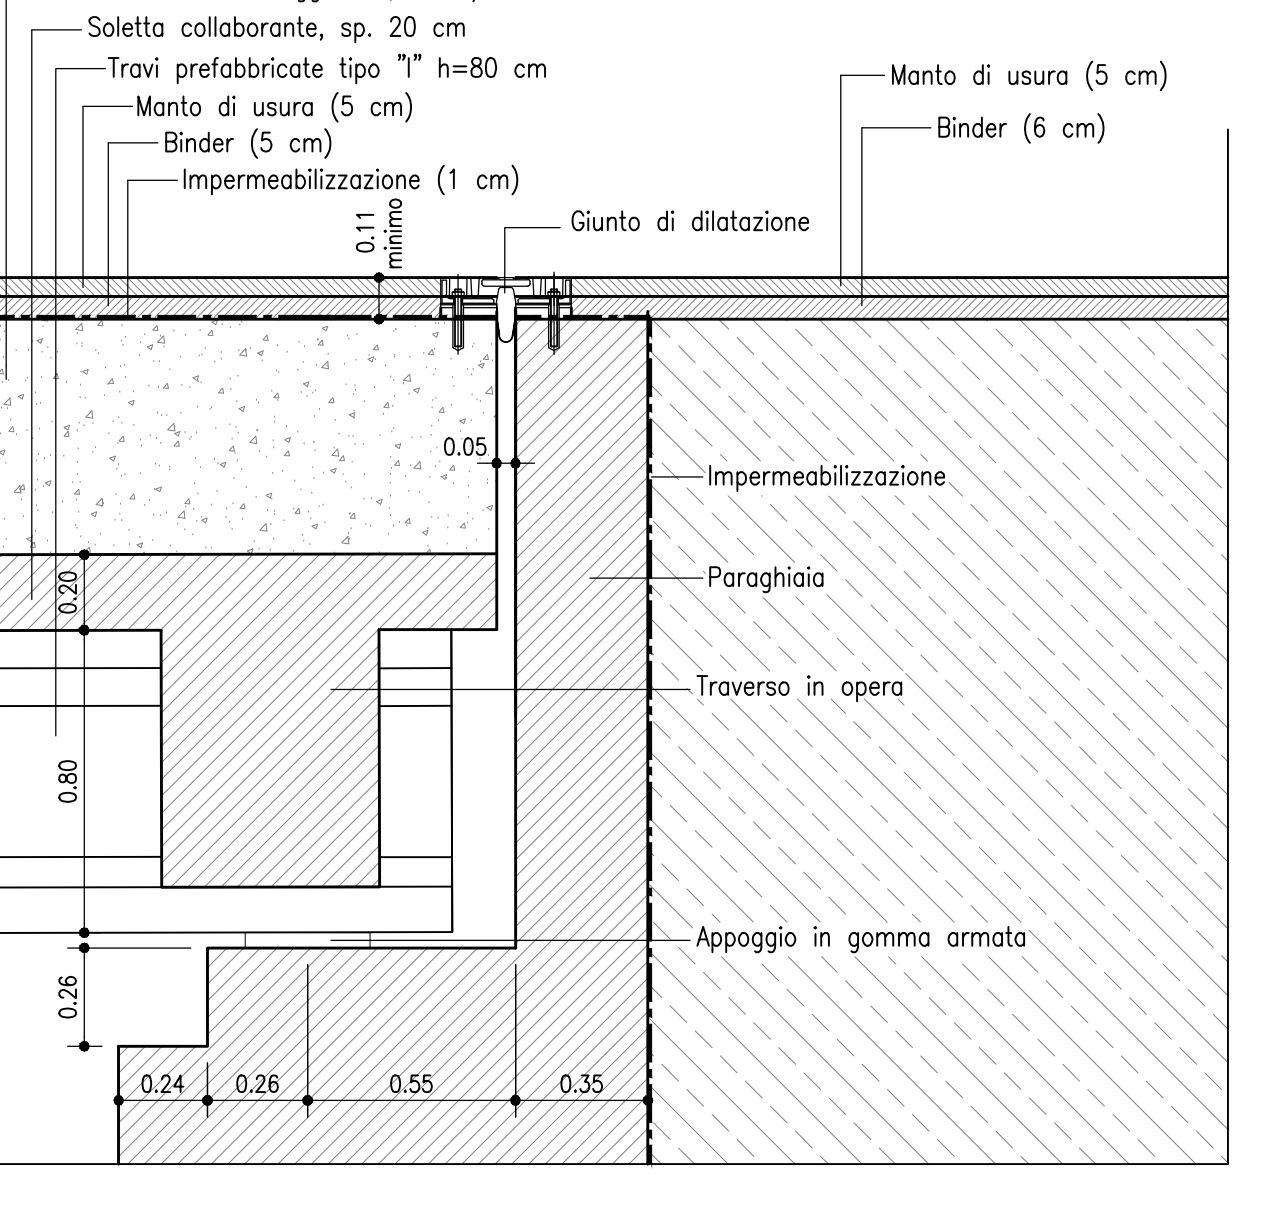 Soletta collaborante, sp. 20 cm
Travi prefabbricate tipo "I" h=80 cm
Manto di usura (5 cm)
Binder (5 cm)
Impermeabilizzazione (1 cm)
Manto di usura (5 cm)
Binder (6 cm)
0.11
minimo
Giunto di dilatazione
0.05
Impermeabilizzazione
0.20
Paraghiaia
Traverso in opera
0.80
Appoggio in gomma armata
0.26
0.24
0.26
0.55
0.35